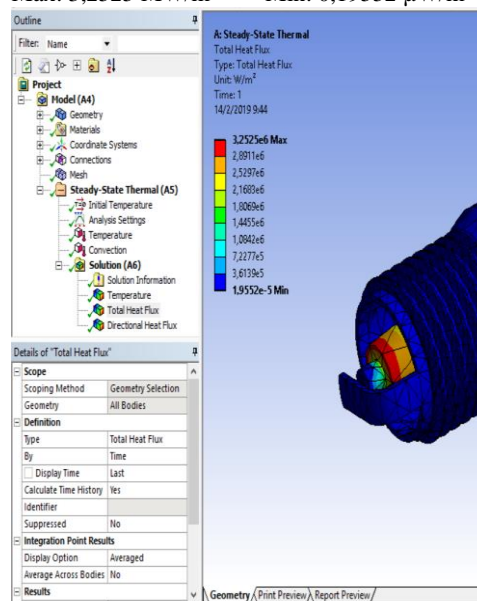 Outline
Filter: Name
Project
Model (A4)
Geometry
Materials
Coordinate Systems
Connections
Mesh
Steady-State Thermal (A5)
Initial Temperature
Analysis Settings
Temperature
Convection
Solution (A6)
Solution Information
Temperature
Total Heat Flux
Directional Heat Flux
Details of "Total Heat Flux"
Scope
Scoping Method Geometry Selection
Geometry All Bodies
Definition
Type Total Heat Flux
By Time
Display Time Last
Calculate Time History Yes
Identifier
Suppressed No
Integration Point Results
Display Option Averaged
Average Across Bodies No
Results
A: Steady-State Thermal
Total Heat Flux
Type: Total Heat Flux
Unit: W/m²
Time: 1
14/2/2019 9:44
3,2525e6 Max
2,8911e6
2,5297e6
2,1683e6
1,8069e6
1,4455e6
1,0842e6
7,2277e5
3,6139e5
1,9552e-5 Min
Geometry Print Preview Report Preview